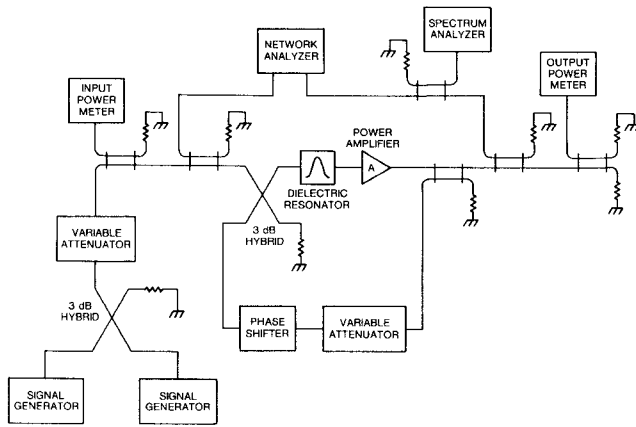 SPECTRUM
ANALYZER
NETWORK
ANALYZER
OUTPUT
POWER
METER
INPUT
POWER
METER
POWER
AMPLIFIER
A
DIELECTRIC
RESONATOR
3 dB
HYBRID
VARIABLE
ATTENUATOR
3 dB
HYBRID
PHASE
SHIFTER
VARIABLE
ATTENUATOR
SIGNAL
GENERATOR
SIGNAL
GENERATOR